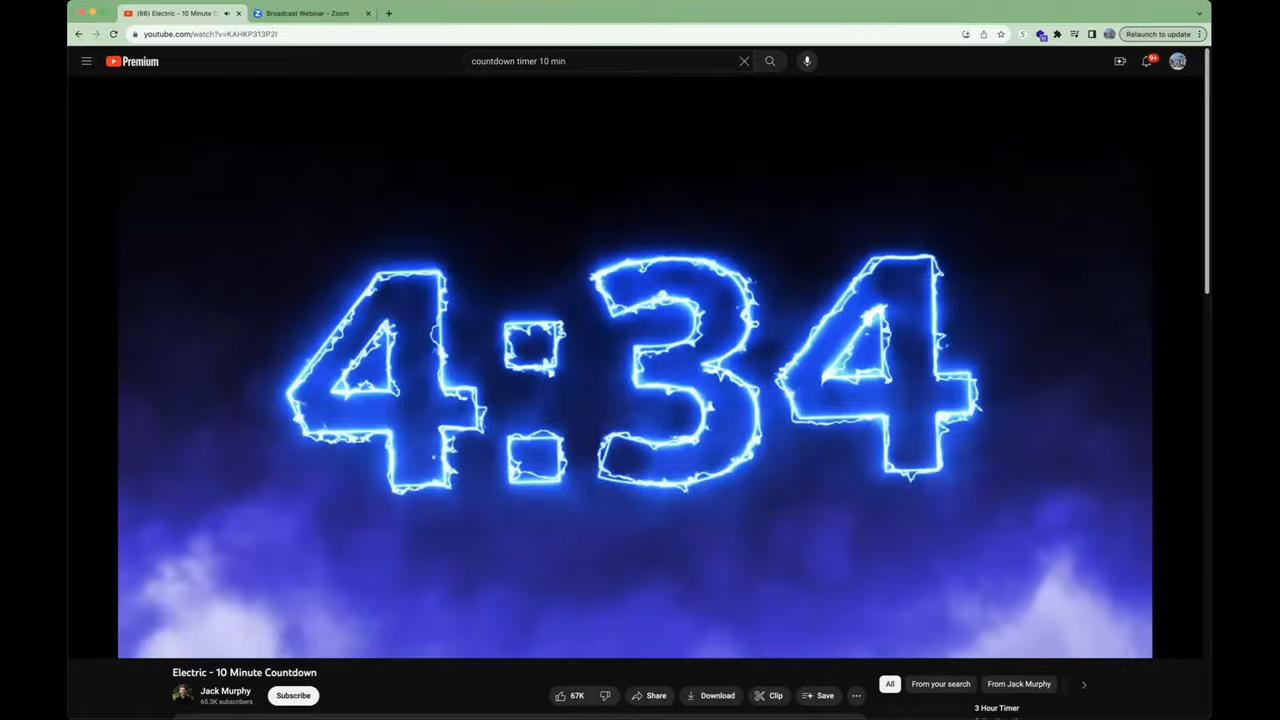 (66) Electric - 10 Minute C
Broadcast Webinar - Zoom
youtube.com/watch?v=KAHKP313P2I
Relaunch to update
Premium
countdown timer 10 min
9+
4:34
Electric - 10 Minute Countdown
Jack Murphy
65.3K subscribers
Subscribe
67K
Share
Download
Clip
Save
All
From your search
From Jack Murphy
3 Hour Timer